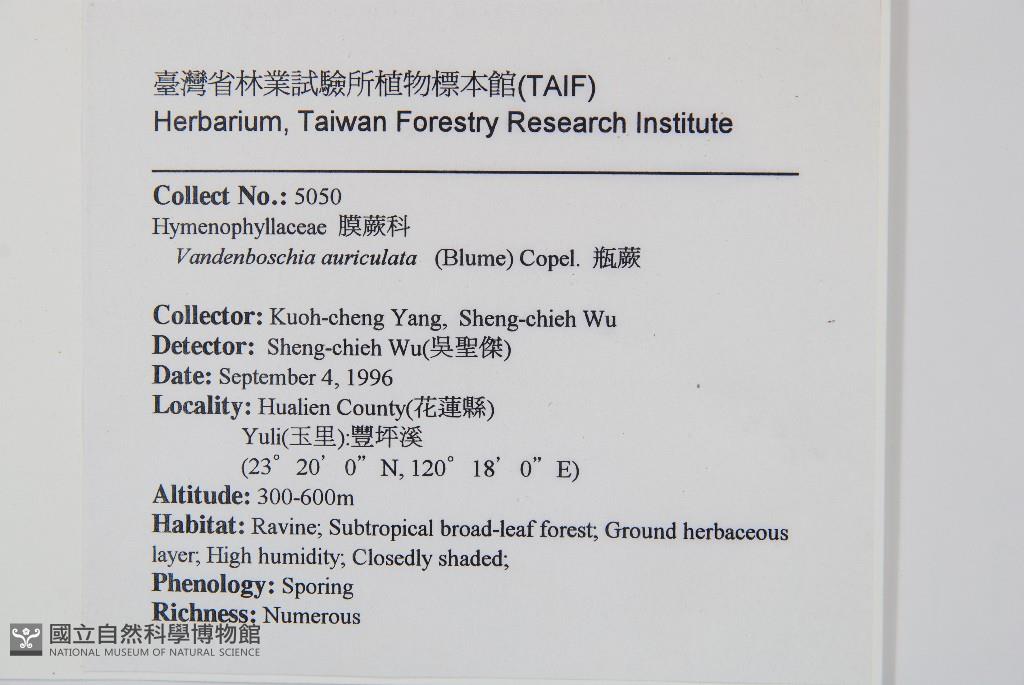 臺灣省林業試驗所植物標本館(TAIF)
Herbarium, Taiwan Forestry Research Institute
Collect No.: 5050
Hymenophyllaceae 膜蕨科
Vandenboschia auriculata (Blume) Copel. 瓶蕨
Collector: Kuoh-cheng Yang, Sheng-chieh Wu
Detector: Sheng-chieh Wu(吳聖傑)
Date: September 4, 1996
Locality: Hualien County(花蓮縣)
Yuli(玉里):豐坪溪
(23° 20' 0" N, 120° 18' 0" E)
Altitude: 300-600m
Habitat: Ravine; Subtropical broad-leaf forest; Ground herbaceous
layer; High humidity; Closedly shaded;
Phenology: Sporing
Richness: Numerous
國立自然科學博物館
NATIONAL MUSEUM OF NATURAL SCIENCE